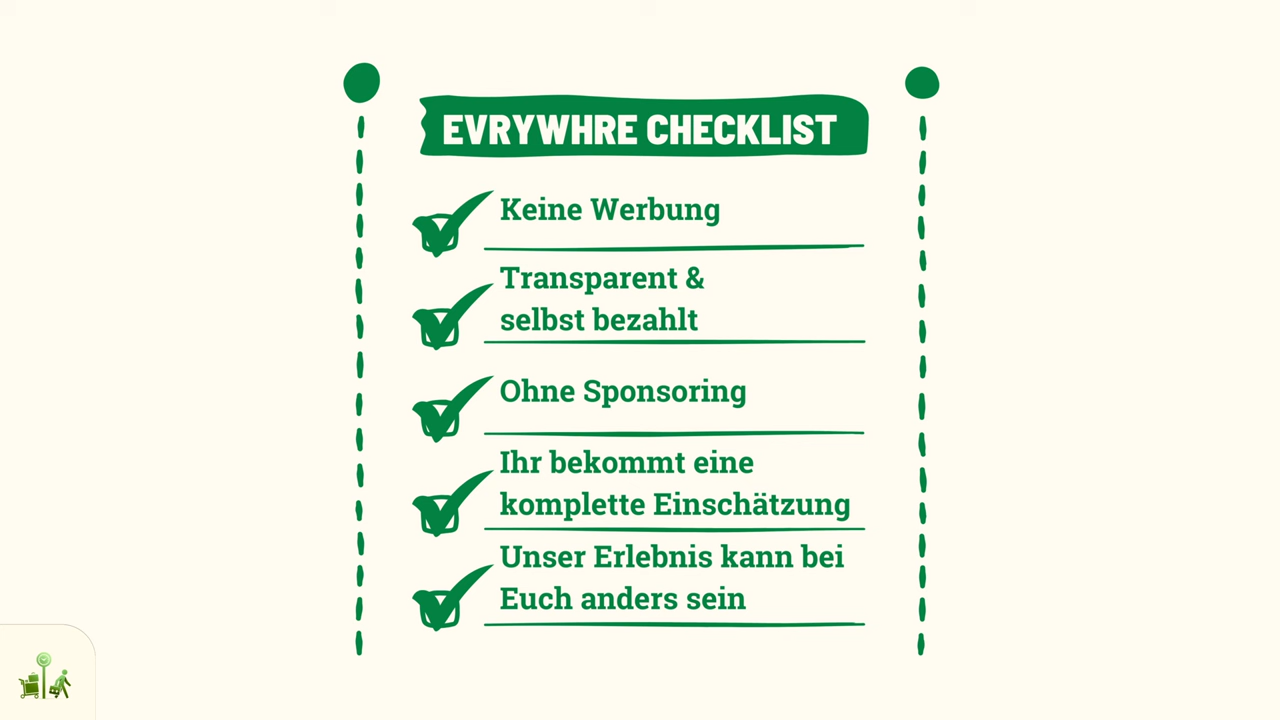 EVRYWHRE CHECKLIST
Keine Werbung
Transparent &
selbst bezahlt
Ohne Sponsoring
Ihr bekommt eine
komplette Einschätzung
Unser Erlebnis kann bei
Euch anders sein